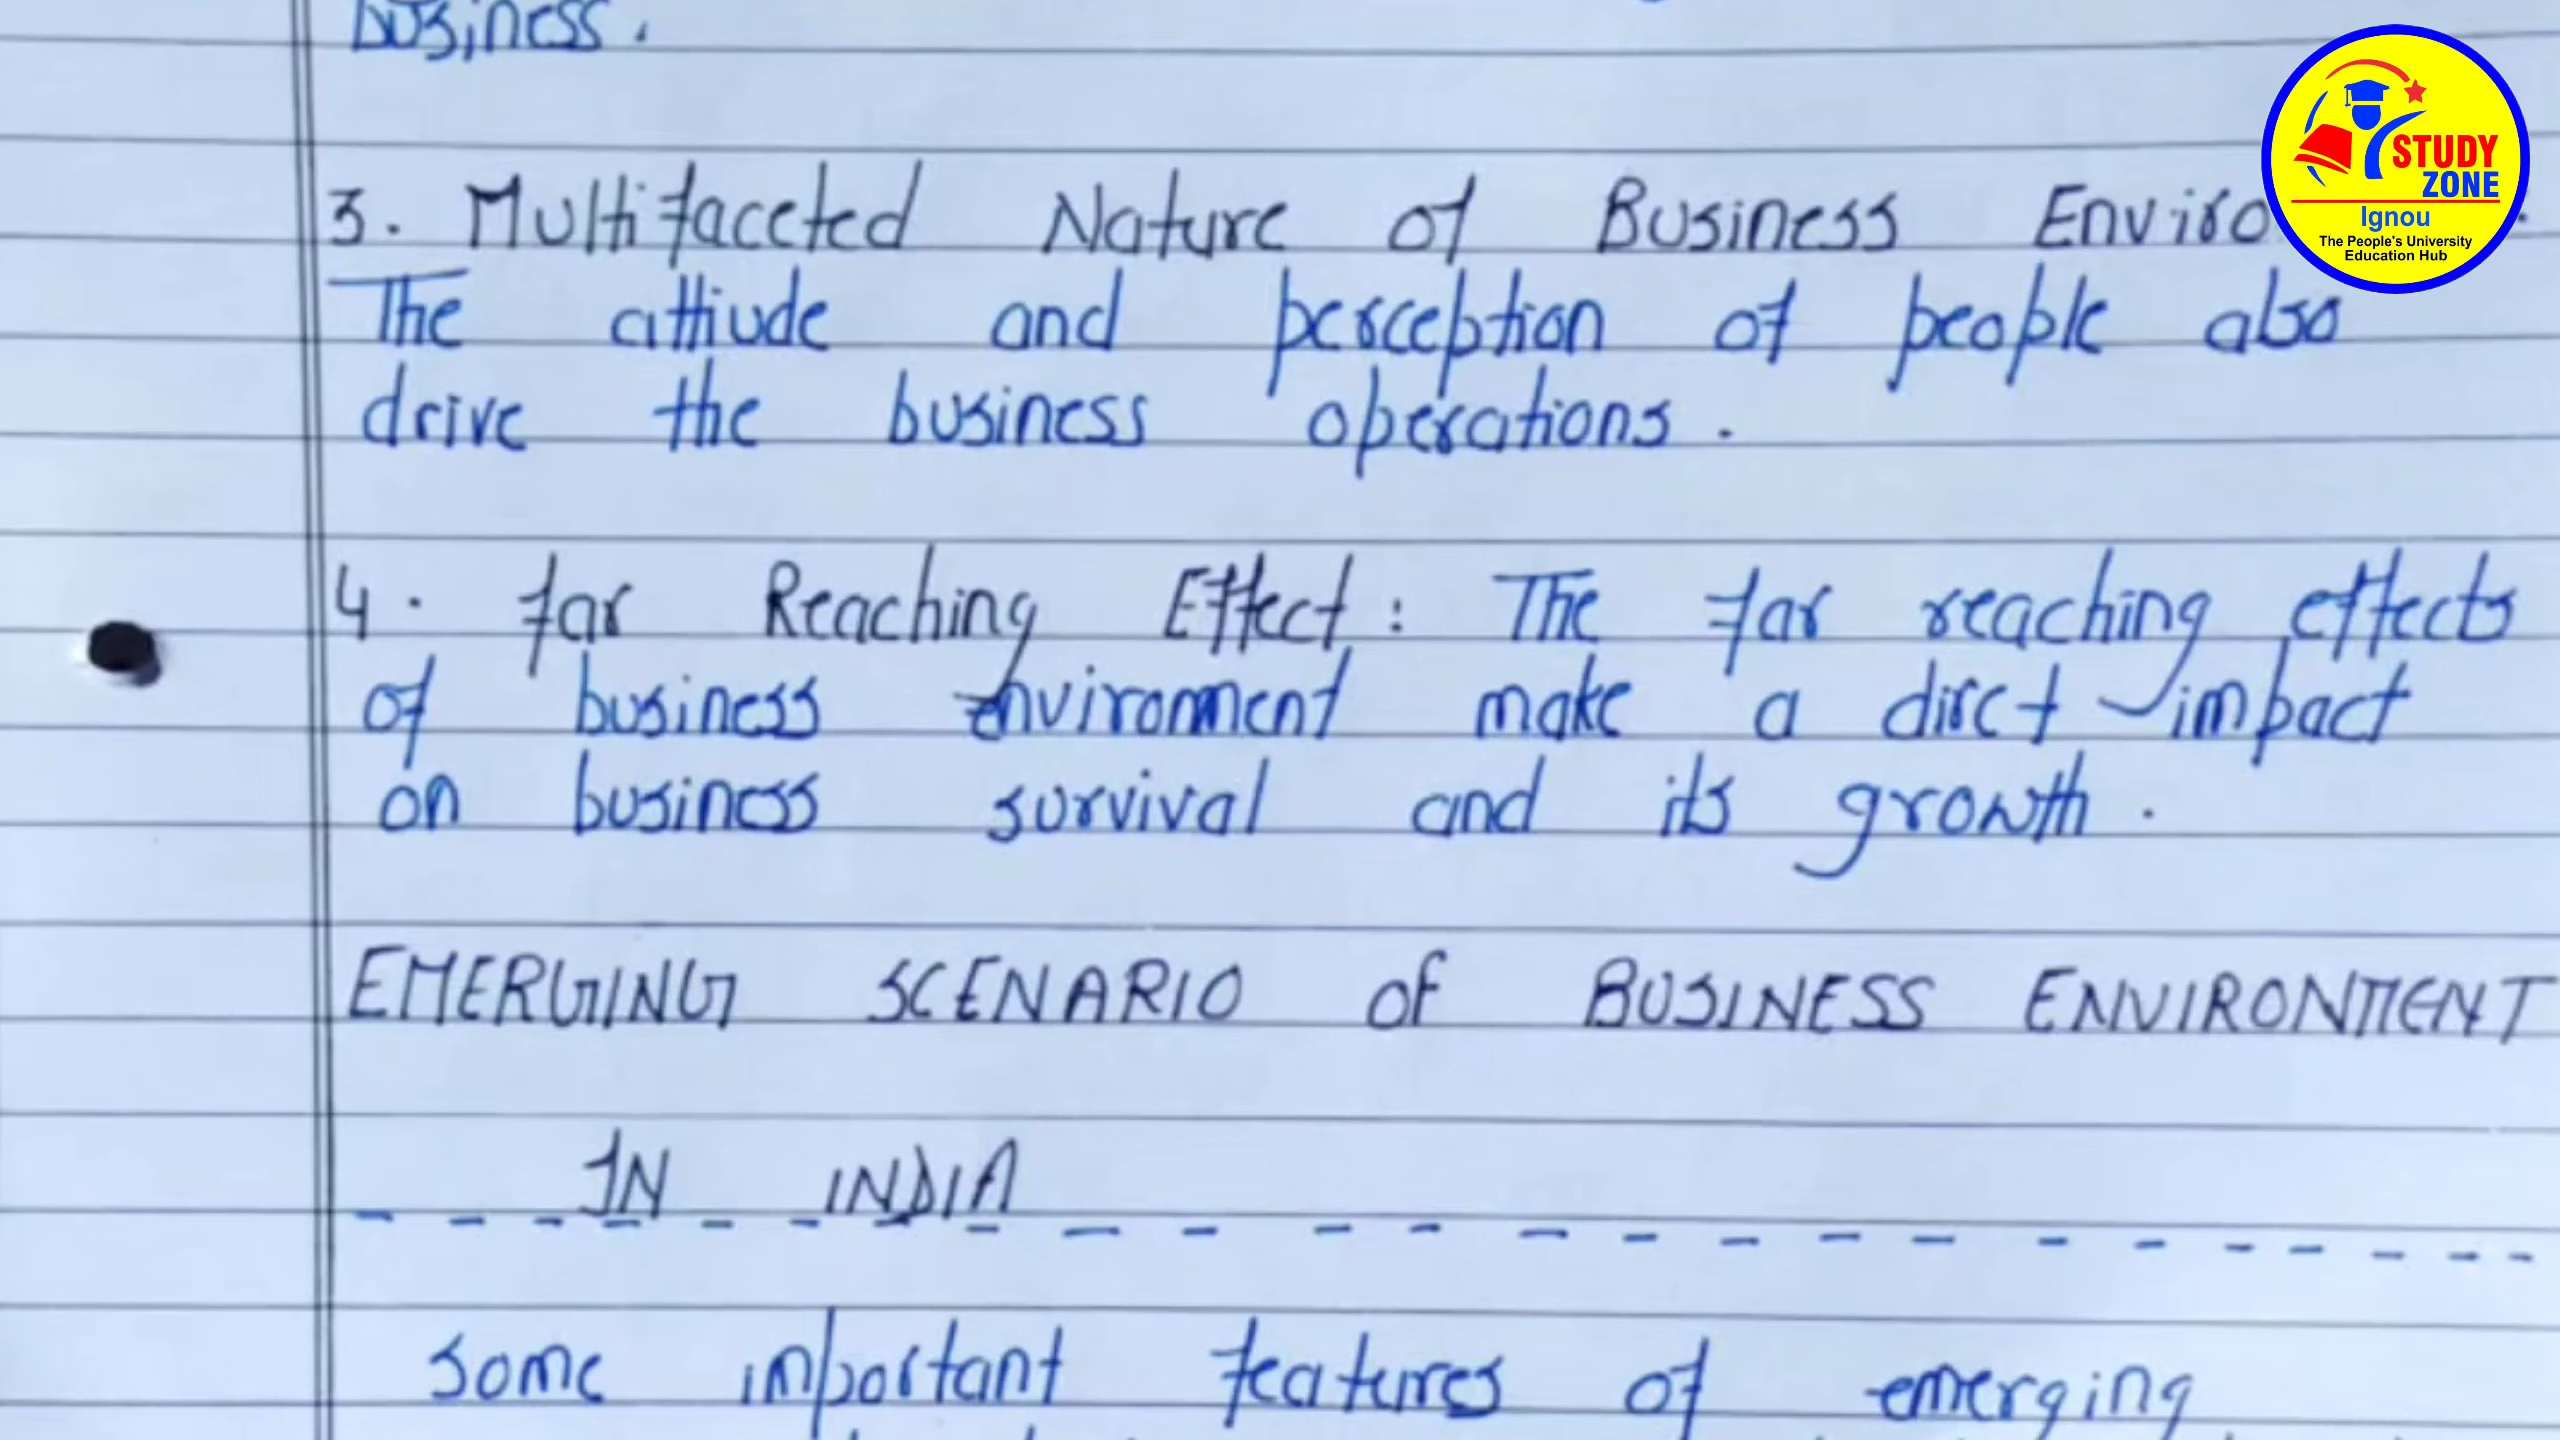 business.
3. Multifaceted Nature of Business Enviro
The attiude and perception of people also
drive the business operations.
4. far Reaching Effect: The far reaching effects
of business environment make a dirct impact
on business survival and its growth.
EMERGING SCENARIO of BUSINESS ENVIRONMENT
IN INDIA
some important features of emerging
STUDY
ZONE
Ignou
The People's University
Education Hub